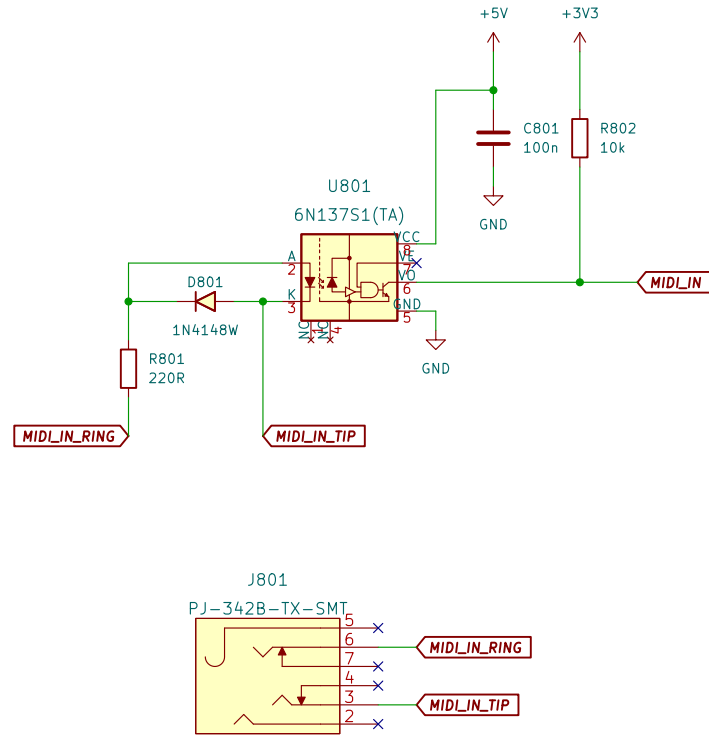 +5V
+3V3
C801
100n
R802
10k
GND
U801
6N137S1(TA)
VCC
8
A
2
VE
7
VO
6
MIDI_IN
D801
K
3
GND
5
1N4148W
NC
1
NC
4
R801
220R
GND
MIDI_IN_RING
MIDI_IN_TIP
J801
PJ-342B-TX-SMT
5
6
MIDI_IN_RING
7
4
3
MIDI_IN_TIP
2